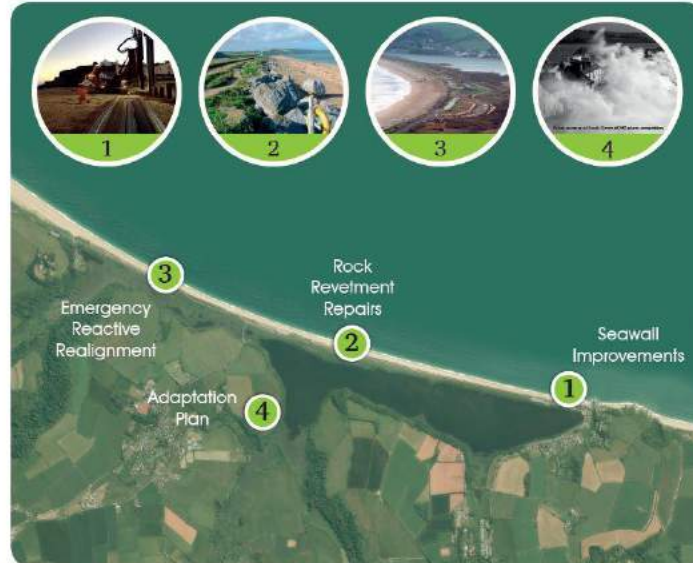 1
2
3
4
3
Emergency
Reactive
Realignment
Rock
Revetment
Repairs
2
Seawall
Improvements
1
Adaptation
Plan
4